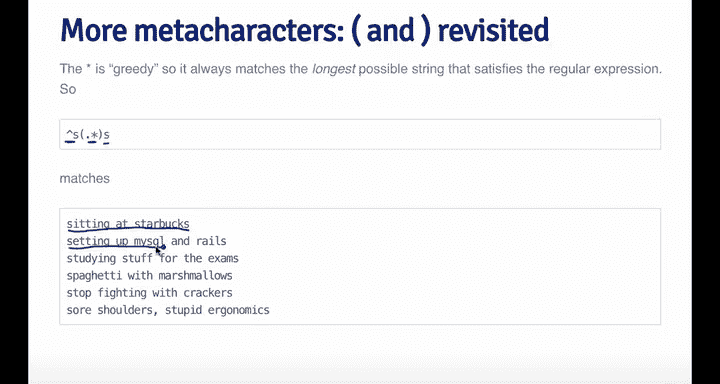 More metacharacters: ( and ) revisited
The * is “greedy” so it always matches the longest possible string that satisfies the regular expression.
So
^s(.*)s
matches
sitting at starbucks
setting up mysql and rails
studying stuff for the exams
spaghetti with marshmallows
stop fighting with crackers
sore shoulders, stupid ergonomics